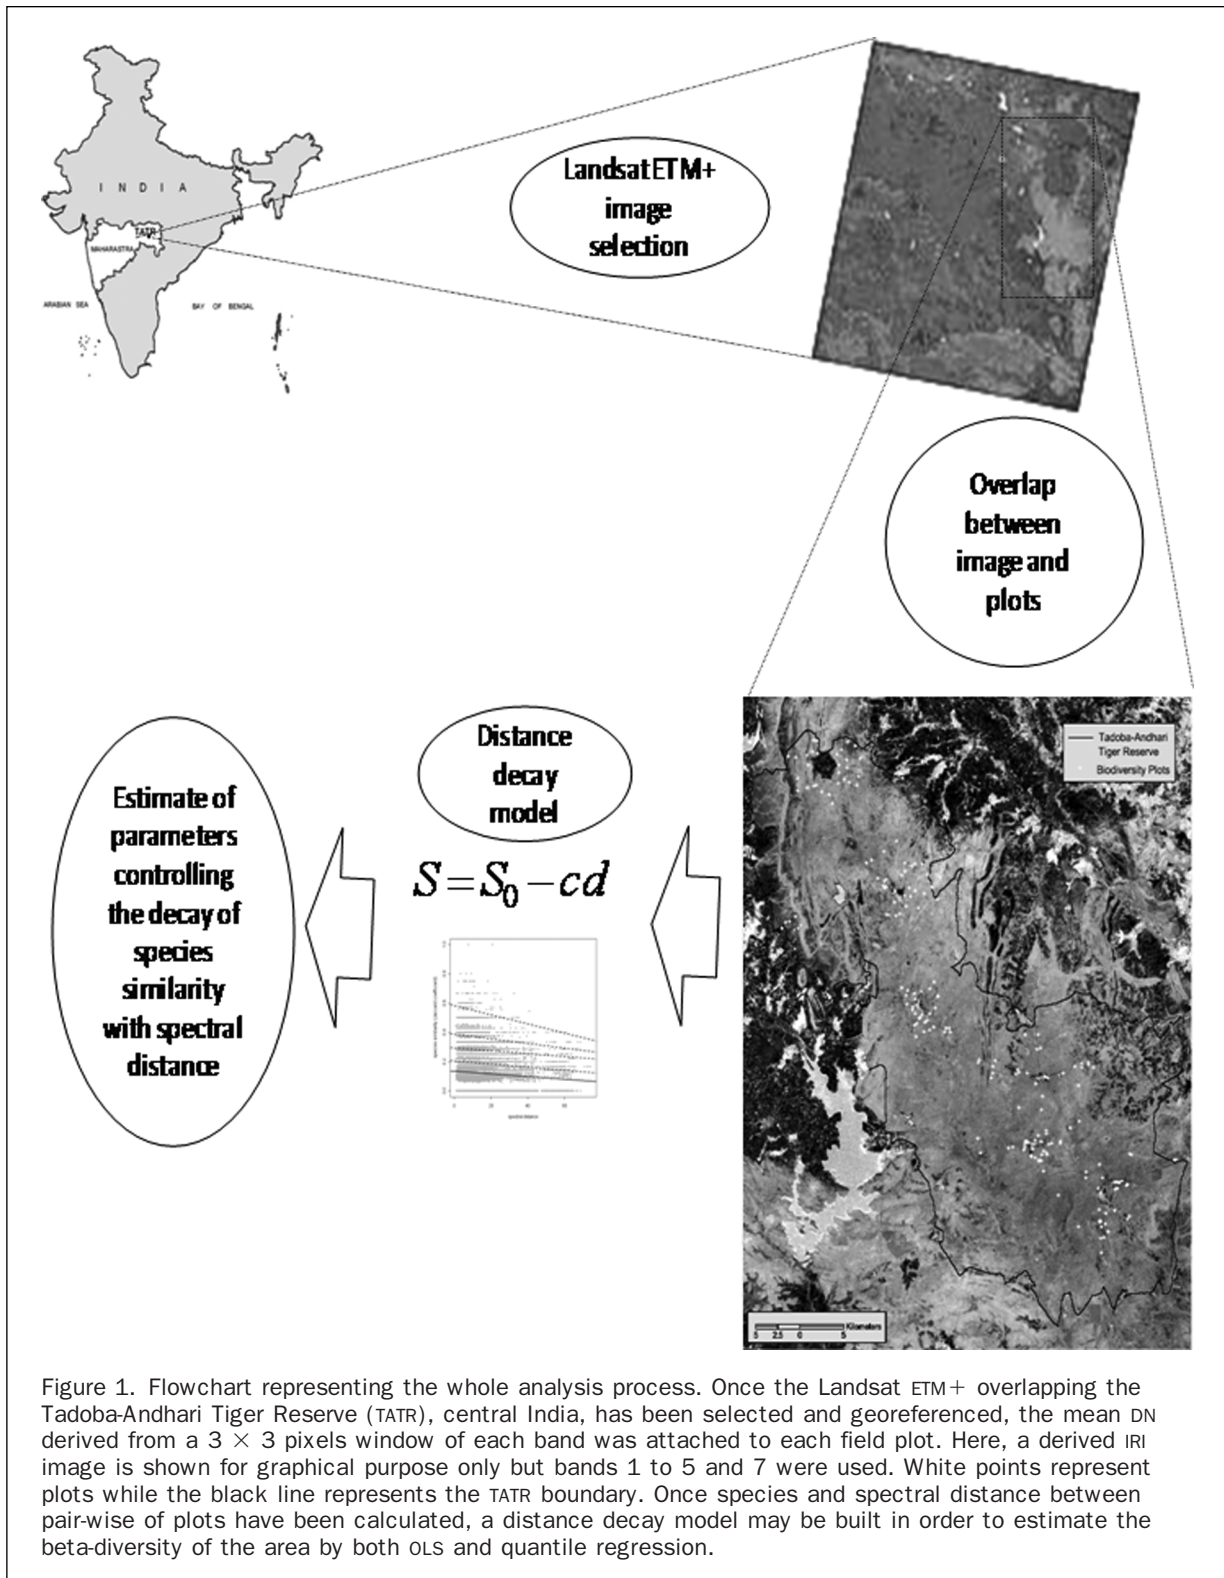 I N D I A
TATR
MAHARASTRA
ARABIAN SEA
BAY OF BENGAL
Landsat ETM+
image
selection
Overlap
between
image and
plots
Tadoba-Andhari
Tiger Reserve
Biodiversity Plots
Distance
decay
model
S = S0 − cd
Estimate of
parameters
controlling
the decay of
species
similarity
with spectral
distance
0 20 40 60
spectral distance
5 2.5 0 5
Kilometers
Figure 1. Flowchart representing the whole analysis process. Once the Landsat ETM+ overlapping the
Tadoba-Andhari Tiger Reserve (TATR), central India, has been selected and georeferenced, the mean DN
derived from a 3 × 3 pixels window of each band was attached to each field plot. Here, a derived IRI
image is shown for graphical purpose only but bands 1 to 5 and 7 were used. White points represent
plots while the black line represents the TATR boundary. Once species and spectral distance between
pair-wise of plots have been calculated, a distance decay model may be built in order to estimate the
beta-diversity of the area by both OLS and quantile regression.